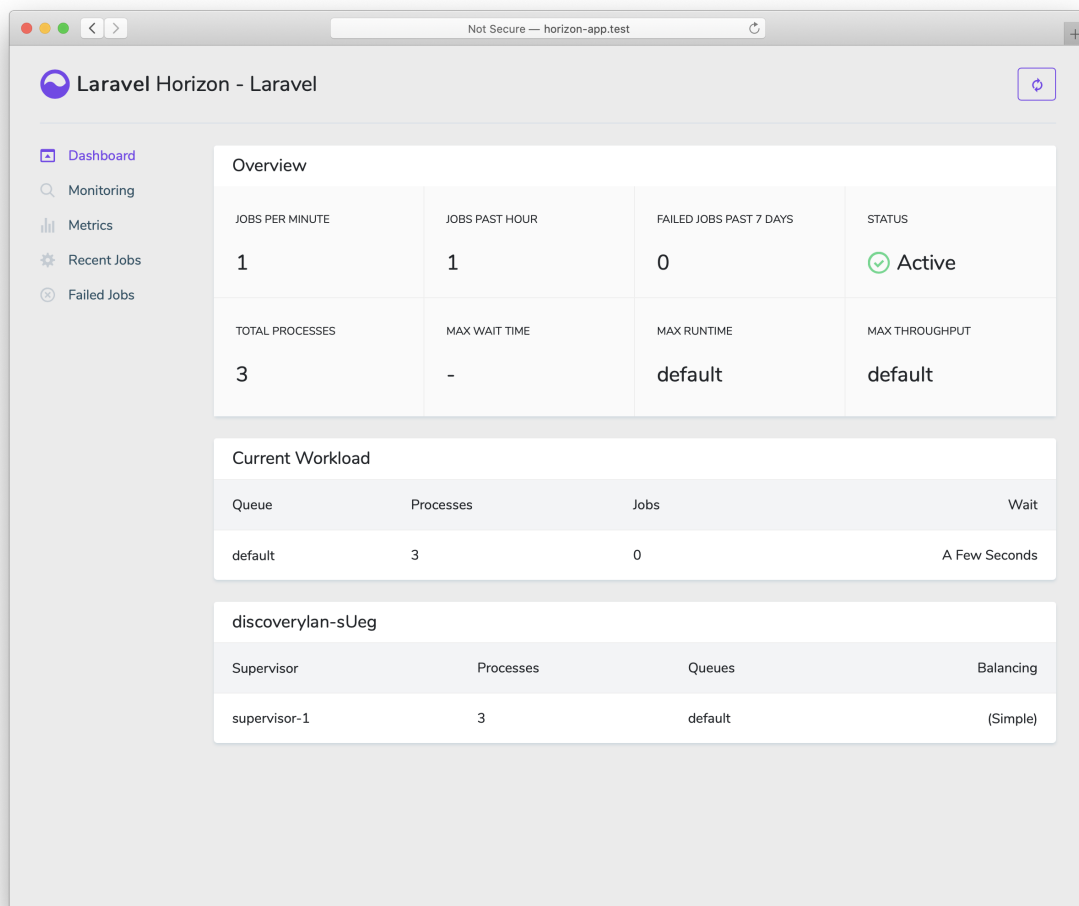 Not Secure — horizon-app.test
Laravel Horizon - Laravel
Dashboard
Monitoring
Metrics
Recent Jobs
Failed Jobs
Overview
JOBS PER MINUTE JOBS PAST HOUR FAILED JOBS PAST 7 DAYS STATUS
1 1 0 Active
TOTAL PROCESSES MAX WAIT TIME MAX RUNTIME MAX THROUGHPUT
3 - default default
Current Workload
Queue Processes Jobs Wait
default 3 0 A Few Seconds
discoverylan-sUeg
Supervisor Processes Queues Balancing
supervisor-1 3 default (Simple)